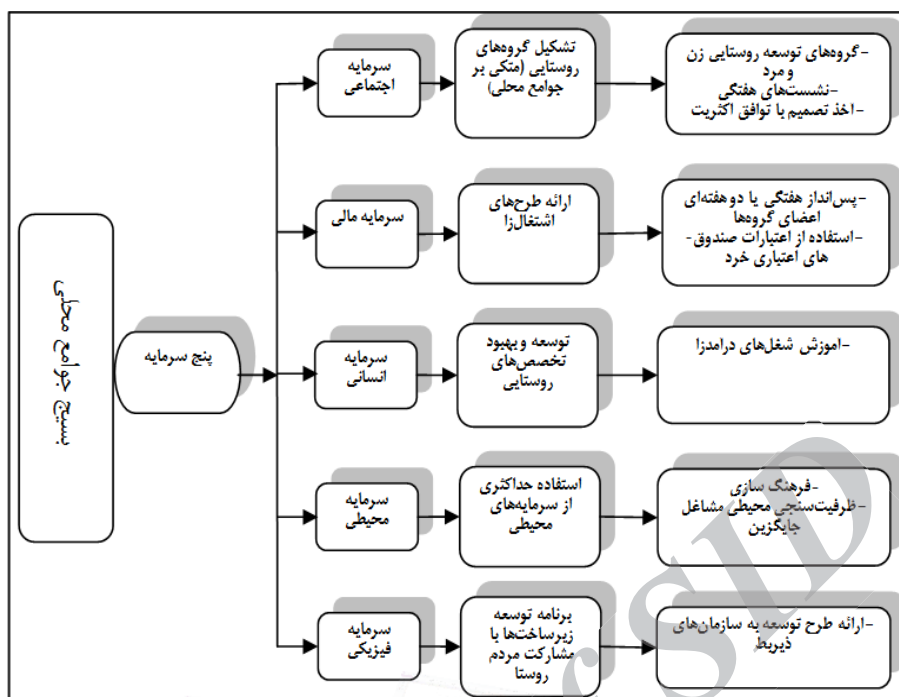 بسیج جوامع محلی
پنج سرمایه
سرمایه
اجتماعی
تشکیل گروه‌های
روستایی (متکی بر
جوامع محلی)
-گروه‌های توسعه روستایی زن
و مرد
-نشست‌های هفتگی
-اخذ تصمیم با توافق اکثریت
سرمایه مالی
ارائه طرح‌های
اشتغال‌زا
-پس‌انداز هفتگی یا دو هفته‌ای
اعضای گروه‌ها
-استفاده از اعتبارات صندوق-
های اعتباری خرد
سرمایه
انسانی
توسعه و بهبود
تخصص‌های
روستایی
-اموزش شغل‌های درامدزا
سرمایه
محیطی
استفاده حداکثری
از سرمایه‌های
محیطی
-فرهنگ سازی
-ظرفیت‌سنجی محیطی مشاغل
جایگزین
سرمایه
فیزیکی
برنامه توسعه
زیرساخت‌ها با
مشارکت مردم
روستا
-ارائه طرح توسعه به سازمان‌های
ذیربط
SID